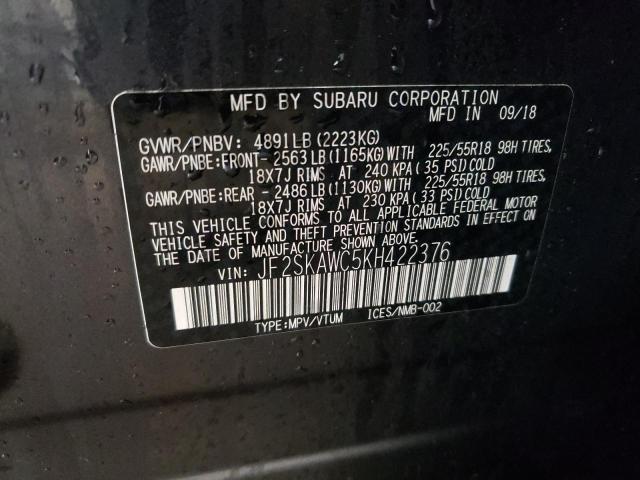 MFD BY SUBARU CORPORATION
MFD IN 09/18
GVWR/PNBV: 4891LB(2223KG)
GAWR/PNBE:FRONT- 2563LB(1165KG)WITH 225/55R18 98H TIRES,
18X7J RIMS AT 240 KPA(35 PSI)COLD
GAWR/PNBE:REAR - 2486LB(1130KG)WITH 225/55R18 98H TIRES,
18X7J RIMS AT 230 KPA(33 PSI)COLD
THIS VEHICLE CONFORMS TO ALL APPLICABLE FEDERAL MOTOR
VEHICLE SAFETY AND THEFT PREVENTION STANDARDS IN EFFECT ON
THE DATE OF MANUFACTURE SHOWN ABOVE.
VIN: JF2SKAWC5KH422376
TYPE:MPV/VTUM ICES/NMB-002